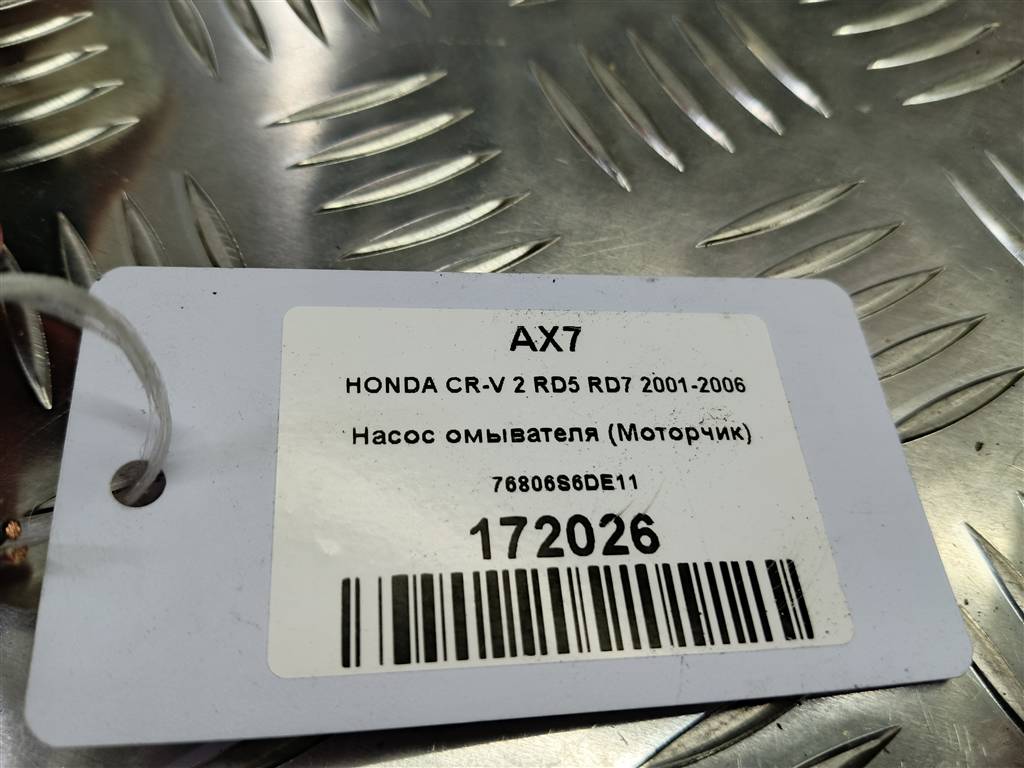 AX7
HONDA CR-V 2 RD5 RD7 2001-2006
Насос омывателя (Моторчик)
76806S6DE11
172026